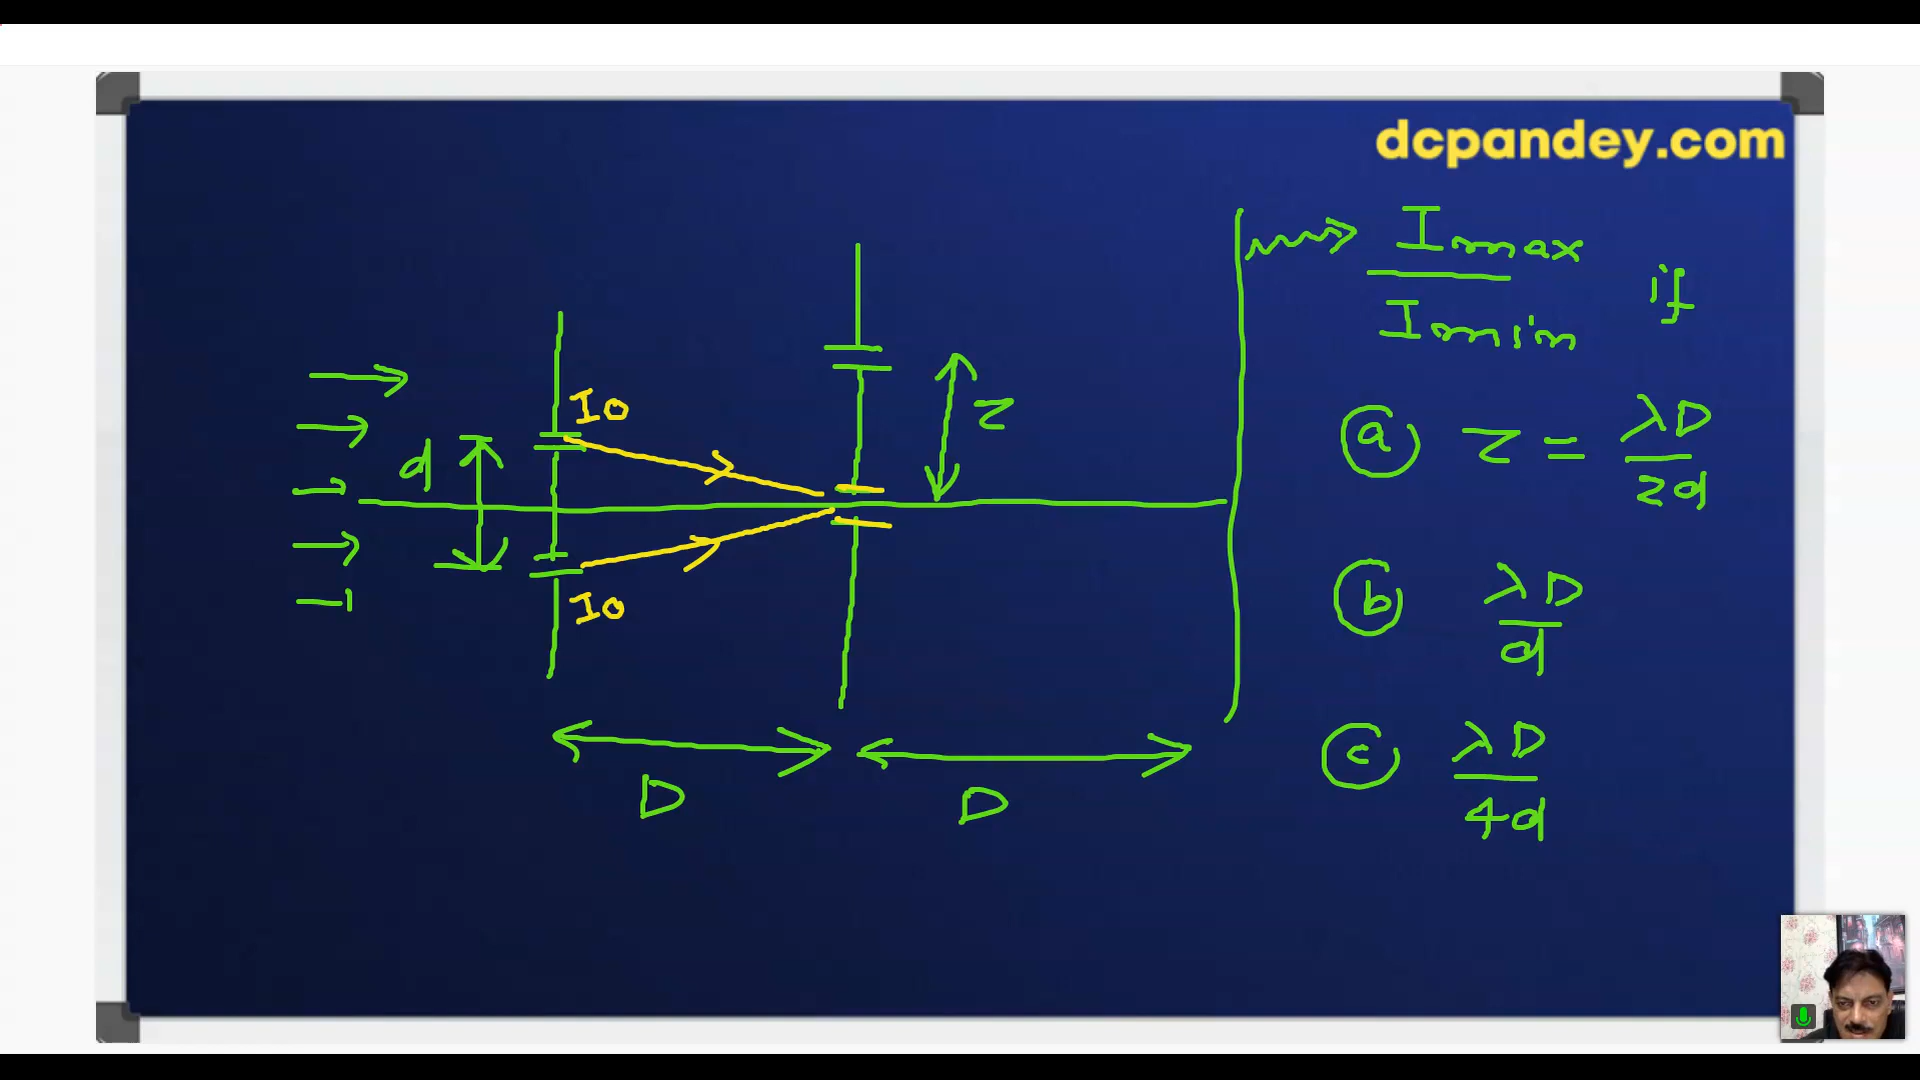 dcpandey.com
Imax
Imin
if
Io
d
Z
a Z = λD
2d
Io
b λD
d
c λD
4d
D
D